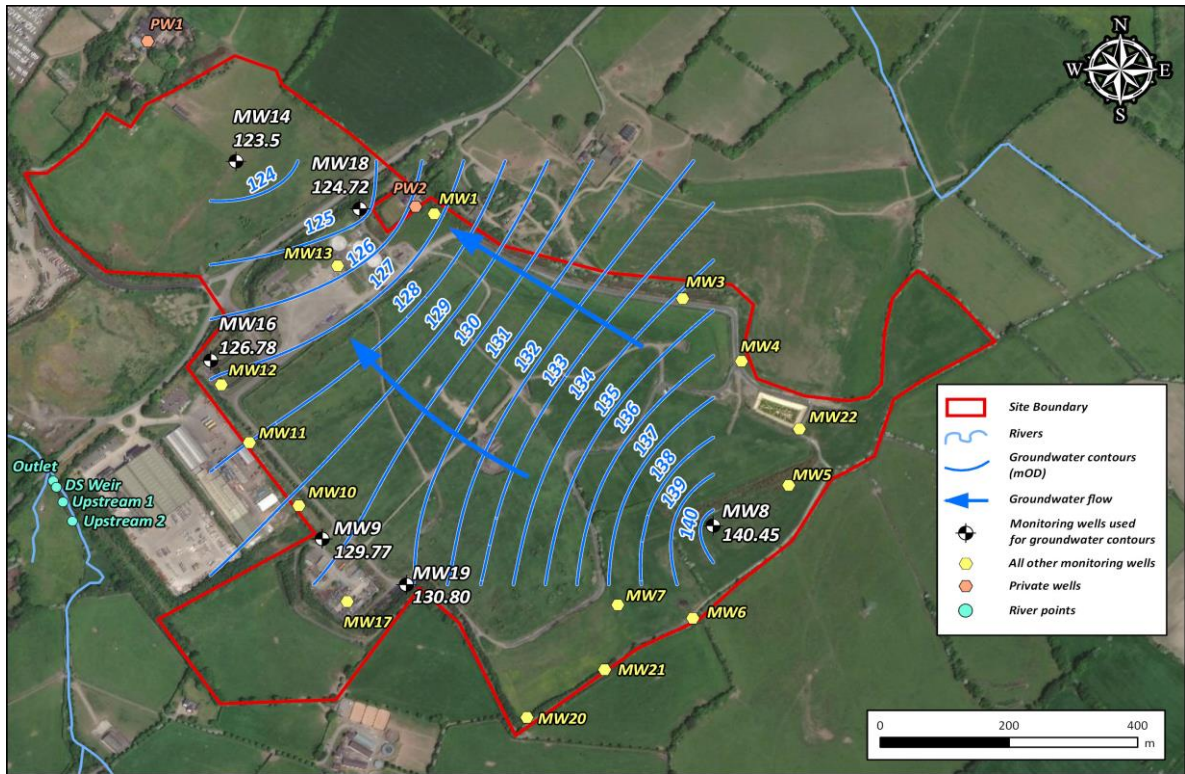 PW1
N
W
E
S
MW14
123.5
MW18
124.72
124
PW2
MW1
125
MW13
126
127
128
129
130
131
132
133
134
135
136
137
138
139
140
MW3
MW4
MW22
MW5
MW16
126.78
MW12
MW11
MW10
MW9
129.77
MW19
130.80
MW17
MW8
140.45
MW7
MW6
MW21
MW20
Outlet
DS Weir
Upstream 1
Upstream 2
Legend
Site Boundary
Rivers
Groundwater contours
(mOD)
Groundwater flow
Monitoring wells used
for groundwater contours
All other monitoring wells
Private wells
River points
0
200
400
m